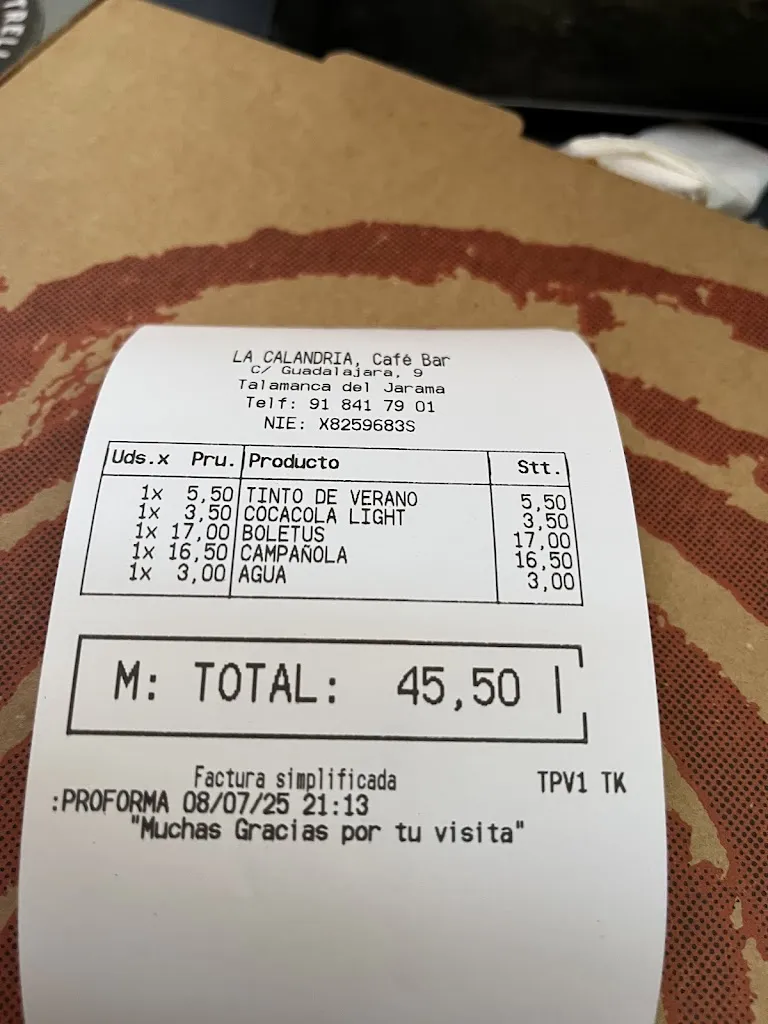 TREL
LA CALANDRIA, Café Bar
C/ Guadalajara, 9
Talamanca del Jarama
Telf: 91 841 79 01
NIE: X8259683S
Uds.x Pru. Producto Stt.
1x 5,50 TINTO DE VERANO 5,50
1x 3,50 COCACOLA LIGHT 3,50
1x 17,00 BOLETUS 17,00
1x 16,50 CAMPAÑOLA 16,50
1x 3,00 AGUA 3,00
M: TOTAL: 45,50
Factura simplificada TPV1 TK
:PROFORMA 08/07/25 21:13
"Muchas Gracias por tu visita"